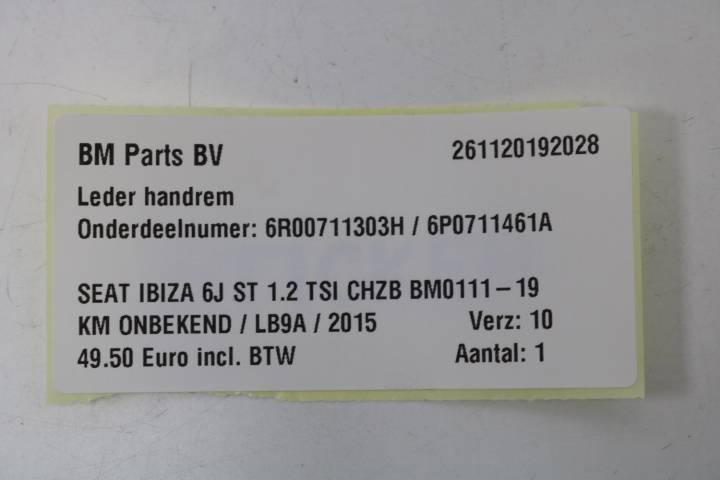 BM Parts BV 261120192028
Leder handrem
Onderdeelnumer: 6R00711303H / 6P0711461A
SEAT IBIZA 6J ST 1.2 TSI CHZB BM0111-19
KM ONBEKEND / LB9A / 2015 Verz: 10
49.50 Euro incl. BTW Aantal: 1